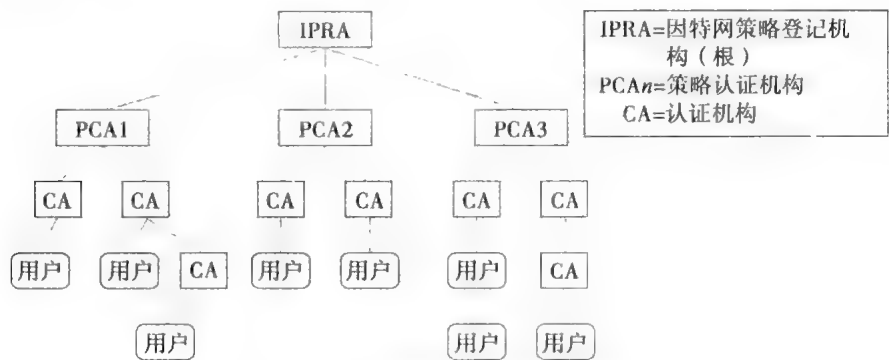 IPRA
IPRA=因特网策略登记机
构（根）
PCAn=策略认证机构
CA=认证机构
PCA1
PCA2
PCA3
CA
CA
CA
CA
CA
CA
用户
用户
CA
用户
用户
用户
CA
用户
用户
用户